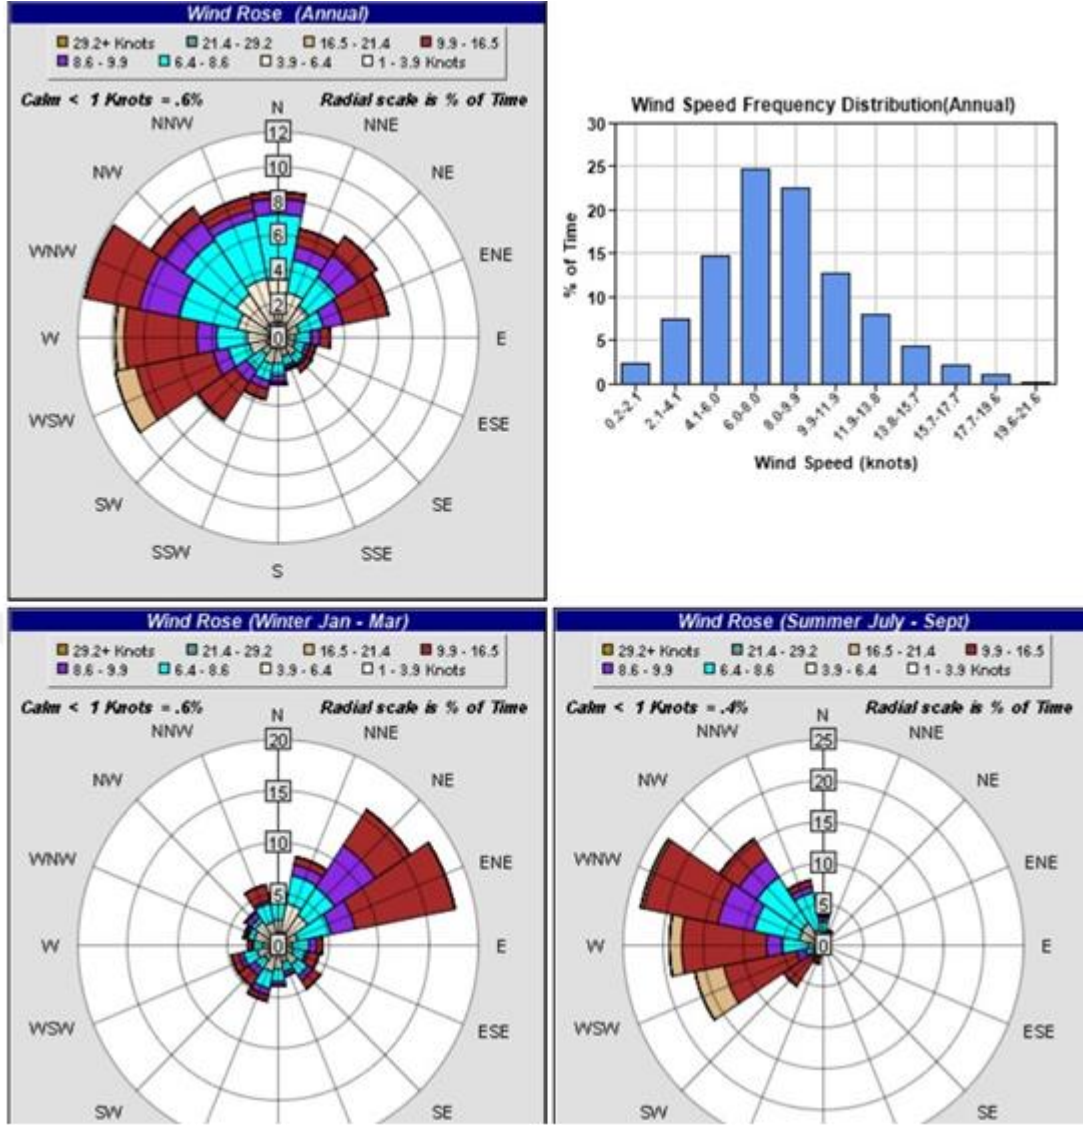 Wind Rose (Annual)
29.2+ Knots 21.4 - 29.2 16.5 - 21.4 9.9 - 16.5
8.6 - 9.9 6.4 - 8.6 3.9 - 6.4 1 - 3.9 Knots
Calm < 1 Knots = .6% Radial scale is % of Time
N
NNW NNE
NW NE
WNW ENE
W E
WSW ESE
SW SE
SSW SSE
S
12
10
8
6
4
2
0
Wind Speed Frequency Distribution(Annual)
% of Time
30
25
20
15
10
5
0
0.2-2.1 2.1-4.1 4.1-6.0 6.0-8.0 8.0-9.9 9.9-11.9 11.9-13.8 13.8-15.7 15.7-17.7 17.7-19.6 19.6-21.6
Wind Speed (knots)
Wind Rose (Winter Jan - Mar)
29.2+ Knots 21.4 - 29.2 16.5 - 21.4 9.9 - 16.5
8.6 - 9.9 6.4 - 8.6 3.9 - 6.4 1 - 3.9 Knots
Calm < 1 Knots = .6% Radial scale is % of Time
N
NNW NNE
NW NE
WNW ENE
W E
WSW ESE
SW SE
20
15
10
5
0
Wind Rose (Summer July - Sept)
29.2+ Knots 21.4 - 29.2 16.5 - 21.4 9.9 - 16.5
8.6 - 9.9 6.4 - 8.6 3.9 - 6.4 1 - 3.9 Knots
Calm < 1 Knots = .4% Radial scale is % of Time
N
NNW NNE
NW NE
WNW ENE
W E
WSW ESE
SW SE
25
20
15
10
5
0